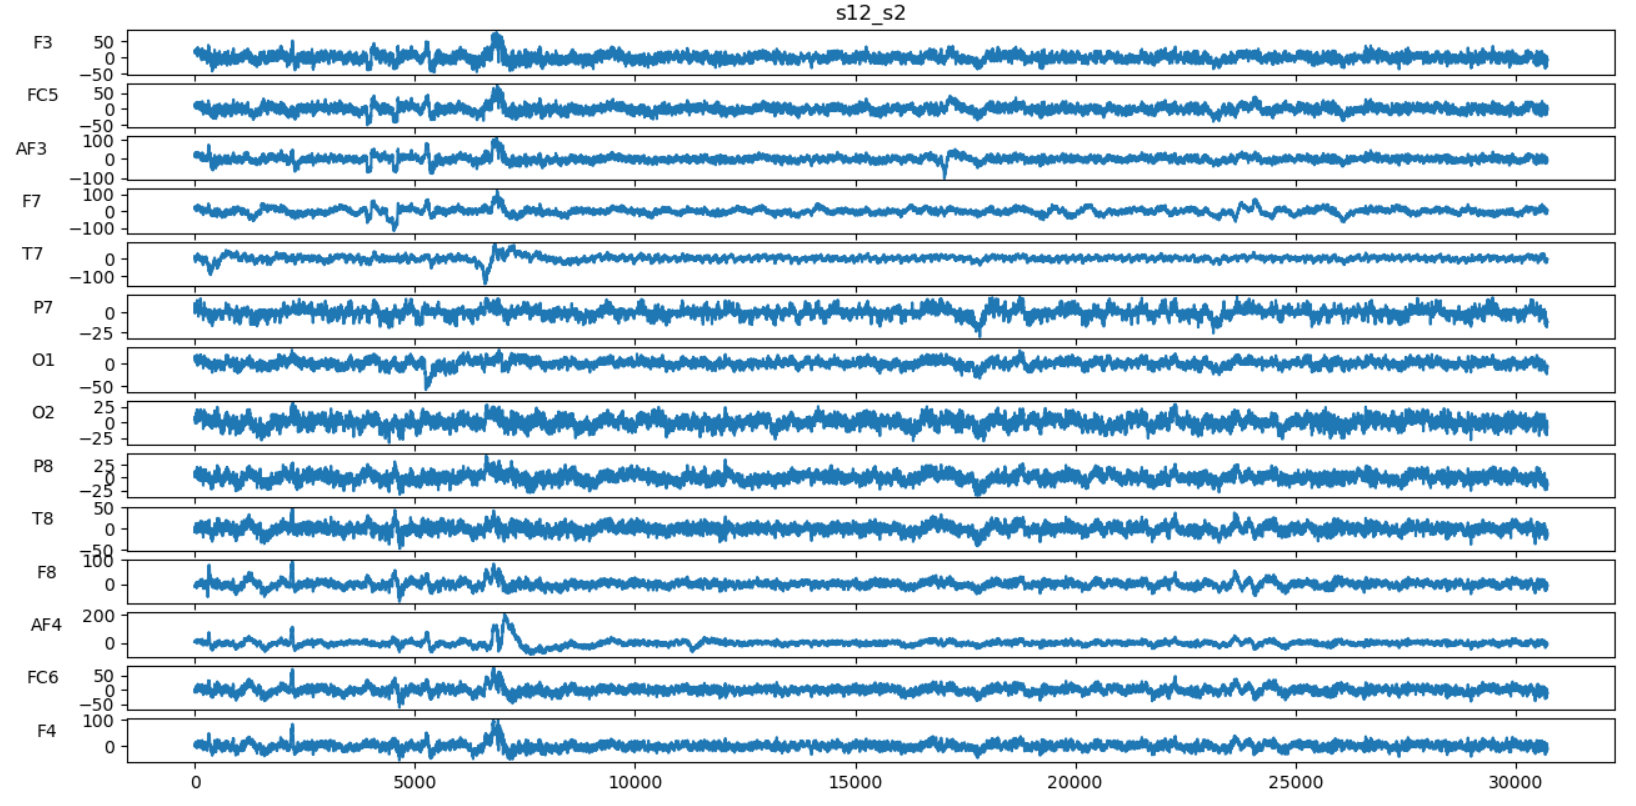 s12_s2
F3 50 0 −50
FC5 50 0 −50
AF3 100 0 −100
F7 100 0 −100
T7 0 −100
P7 0 −25
O1 0 −50
O2 25 0 −25
P8 25 0 −25
T8 50 0 −50
F8 100 0
AF4 200 0
FC6 50 0 −50
F4 100 0
0 5000 10000 15000 20000 25000 30000